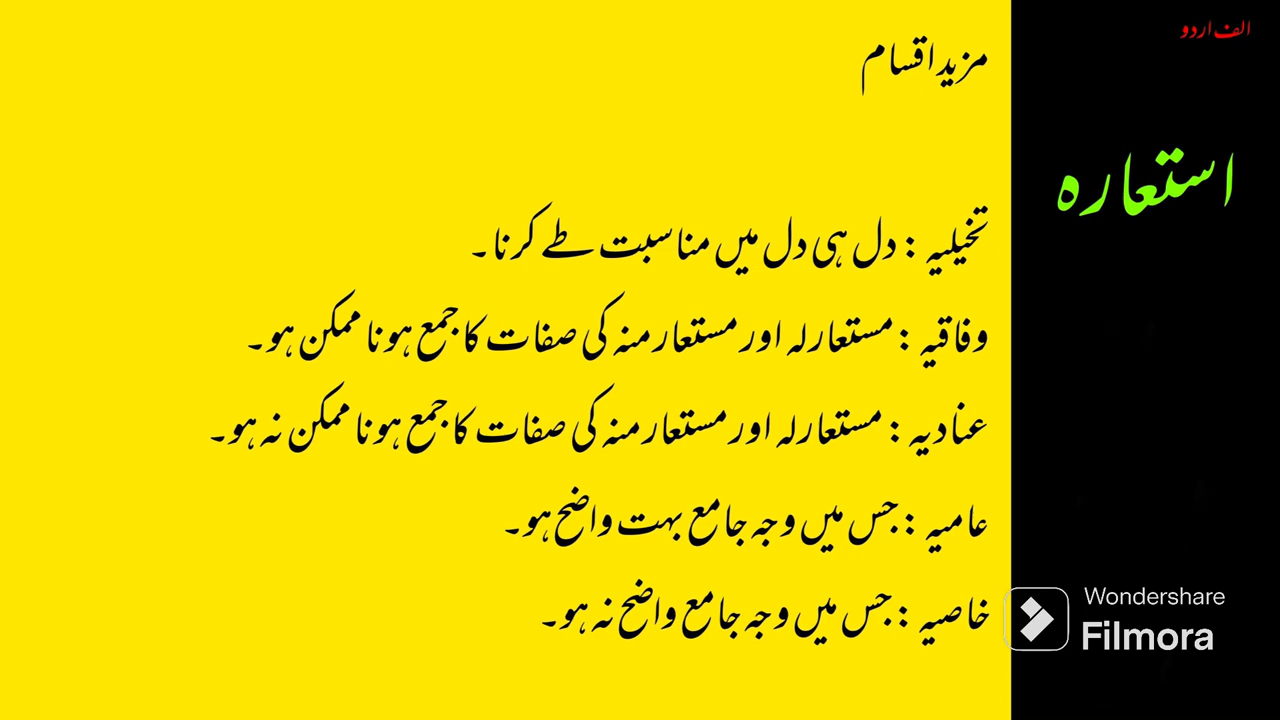 الف اردو
استعارہ
مزید اقسام
تخیلیہ : دل ہی دل میں مناسبت طے کرنا۔
وفاقیہ : مستعار لہ اور مستعار منہ کی صفات کا جمع ہونا ممکن ہو۔
عنادیہ : مستعار لہ اور مستعار منہ کی صفات کا جمع ہونا ممکن نہ ہو۔
عامیہ : جس میں وجہ جامع بہت واضح ہو۔
خاصیہ : جس میں وجہ جامع واضح نہ ہو۔
Wondershare
Filmora